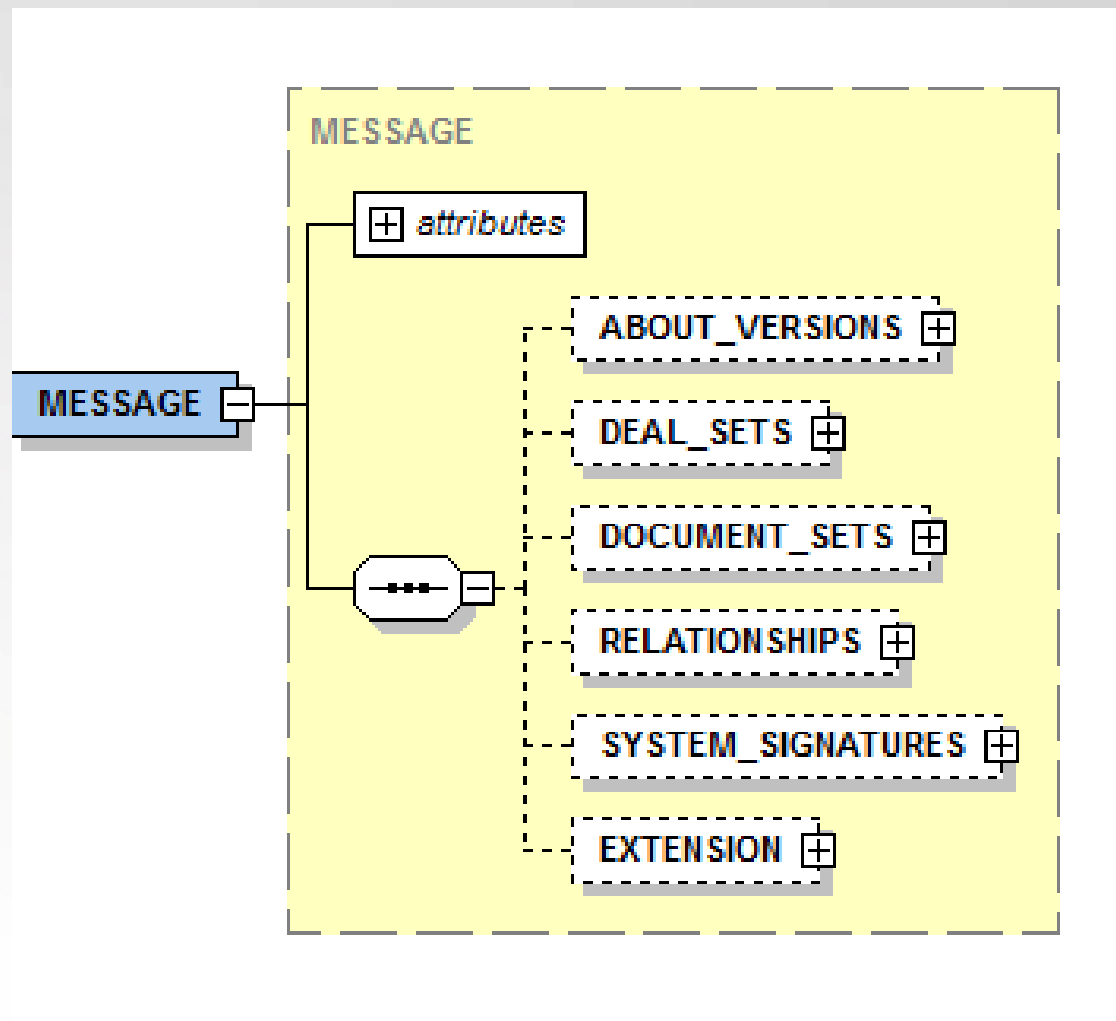 MESSAGE
attributes
ABOUT_VERSIONS
MESSAGE
DEAL_SETS
DOCUMENT_SETS
RELATIONSHIPS
SYSTEM_SIGNATURES
EXTENSION